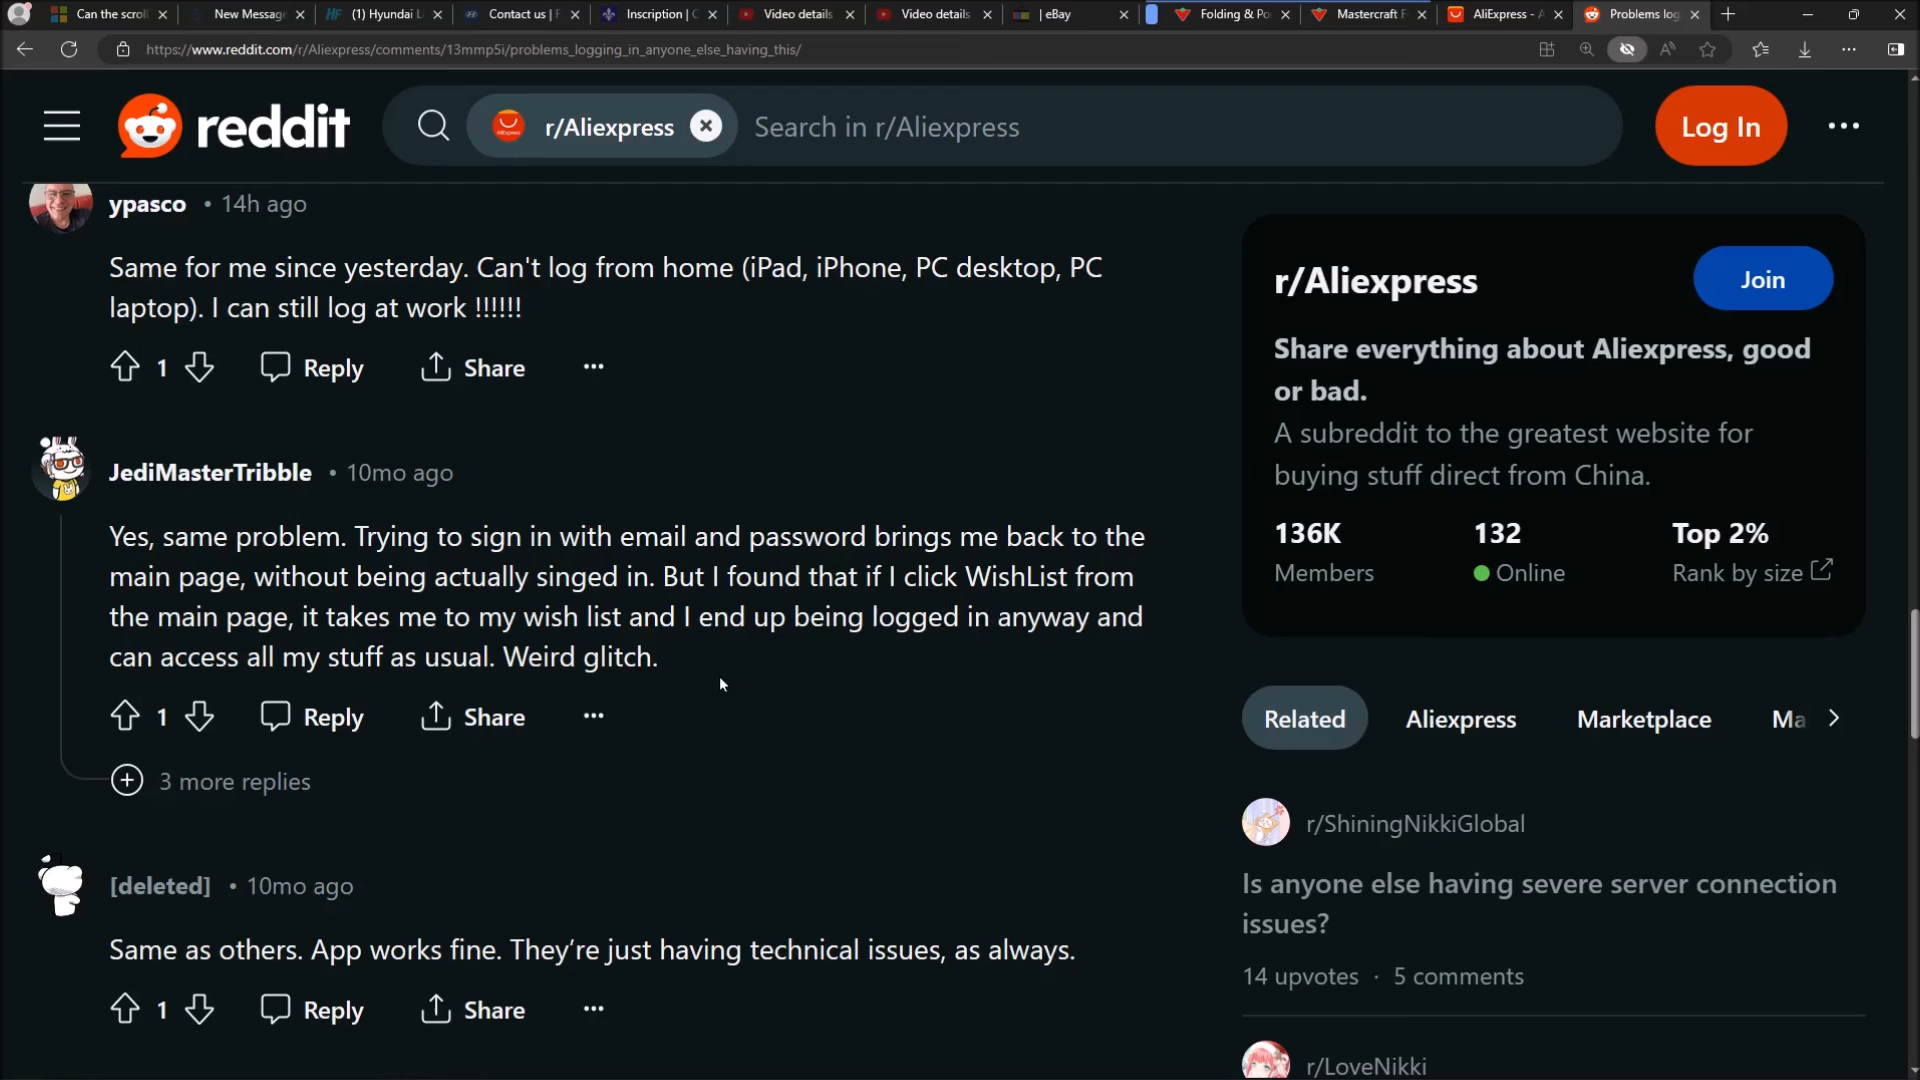 Can the scroll
New Message
(1) Hyundai
Contact us | F
Inscription | C
Video details
Video details
| eBay
Folding & Po
Mastercraft F
AliExpress - A
Problems log
https://www.reddit.com/r/Aliexpress/comments/13mmp5i/problems_logging_in_anyone_else_having_this/
reddit
r/Aliexpress
Search in r/Aliexpress
Log In
ypasco • 14h ago
Same for me since yesterday. Can't log from home (iPad, iPhone, PC desktop, PC
laptop). I can still log at work !!!!!!
1
Reply
Share
JediMasterTribble • 10mo ago
Yes, same problem. Trying to sign in with email and password brings me back to the
main page, without being actually singed in. But I found that if I click WishList from
the main page, it takes me to my wish list and I end up being logged in anyway and
can access all my stuff as usual. Weird glitch.
1
Reply
Share
3 more replies
[deleted] • 10mo ago
Same as others. App works fine. They’re just having technical issues, as always.
1
Reply
Share
r/Aliexpress
Join
Share everything about Aliexpress, good
or bad.
A subreddit to the greatest website for
buying stuff direct from China.
136K
132
Top 2%
Members
Online
Rank by size
Related
Aliexpress
Marketplace
Ma
r/ShiningNikkiGlobal
Is anyone else having severe server connection
issues?
14 upvotes · 5 comments
r/LoveNikki